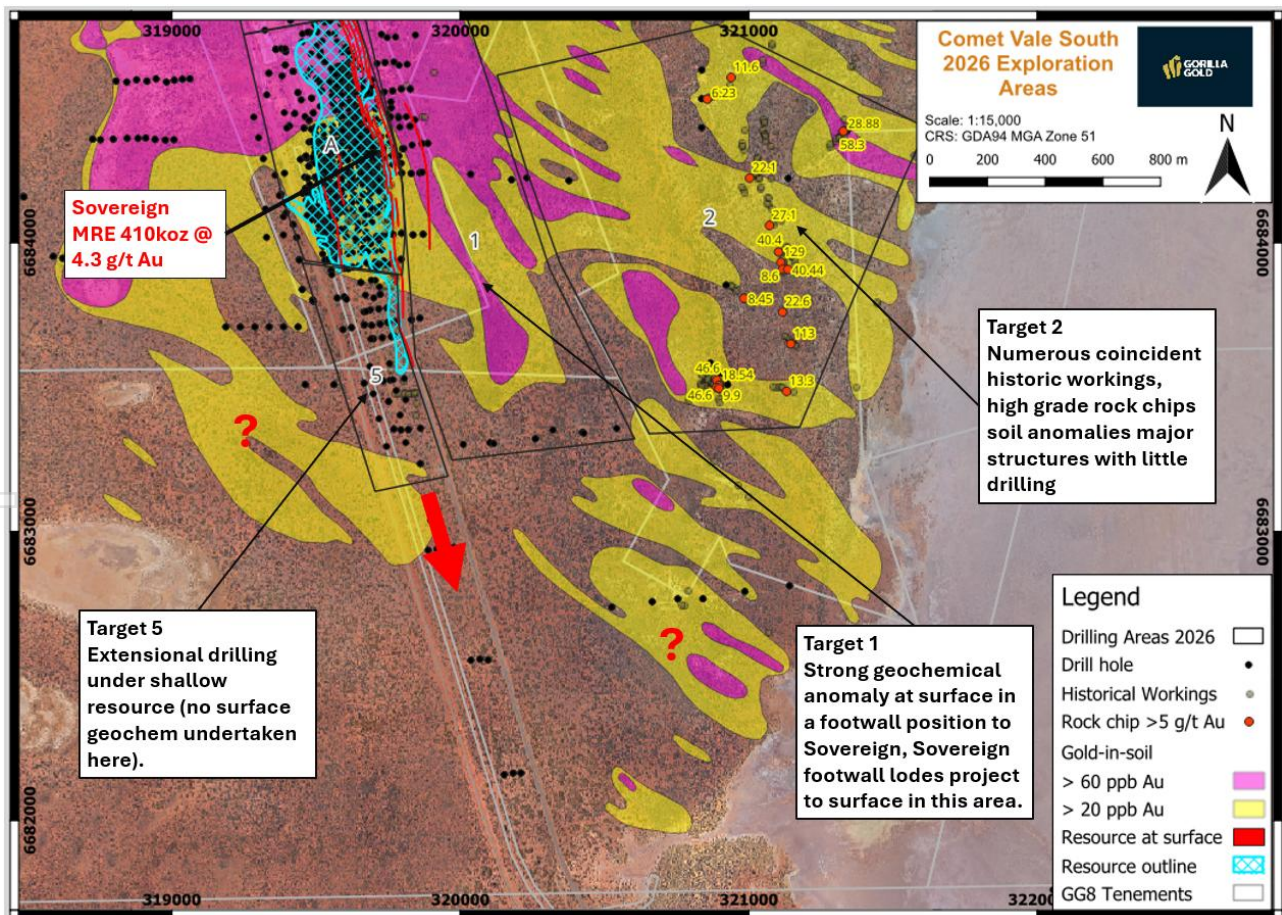 319000
320000
321000
Comet Vale South
2026 Exploration
Areas
GORILLA
GOLD
Scale: 1:15,000
CRS: GDA94 MGA Zone 51
0 200 400 600 800 m
N
11.6
6.23
28.88
58.3
A
22.1
Sovereign
MRE 410koz @
4.3 g/t Au
2
27.1
1
40.4
129
8.6
40.44
6684000
6684000
8.45
22.6
113
Target 2
Numerous coincident
historic workings,
high grade rock chips
soil anomalies major
structures with little
drilling
5
46.6
18.54
46.6
9.9
13.3
?
6683000
6683000
Target 5
Extensional drilling
under shallow
resource (no surface
geochem undertaken
here).
?
Target 1
Strong geochemical
anomaly at surface in
a footwall position to
Sovereign, Sovereign
footwall lodes project
to surface in this area.
Legend
Drilling Areas 2026
Drill hole
Historical Workings
Rock chip >5 g/t Au
Gold-in-soil
> 60 ppb Au
> 20 ppb Au
Resource at surface
Resource outline
GG8 Tenements
6682000
319000
320000
321000